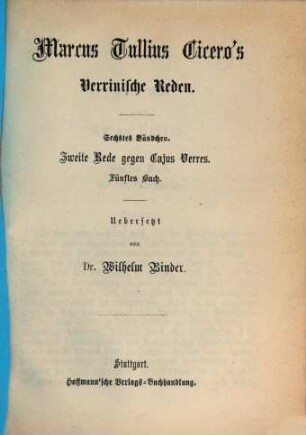 Marcus Tullius Cicero's
Verrinische Reden.
Sechstes Bändchen.
Zweite Rede gegen Cajus Verres.
Fünftes Buch.
Uebersetzt
von
Dr. Wilhelm Binder.
Stuttgart.
Hoffmann'sche Verlags-Buchhandlung.